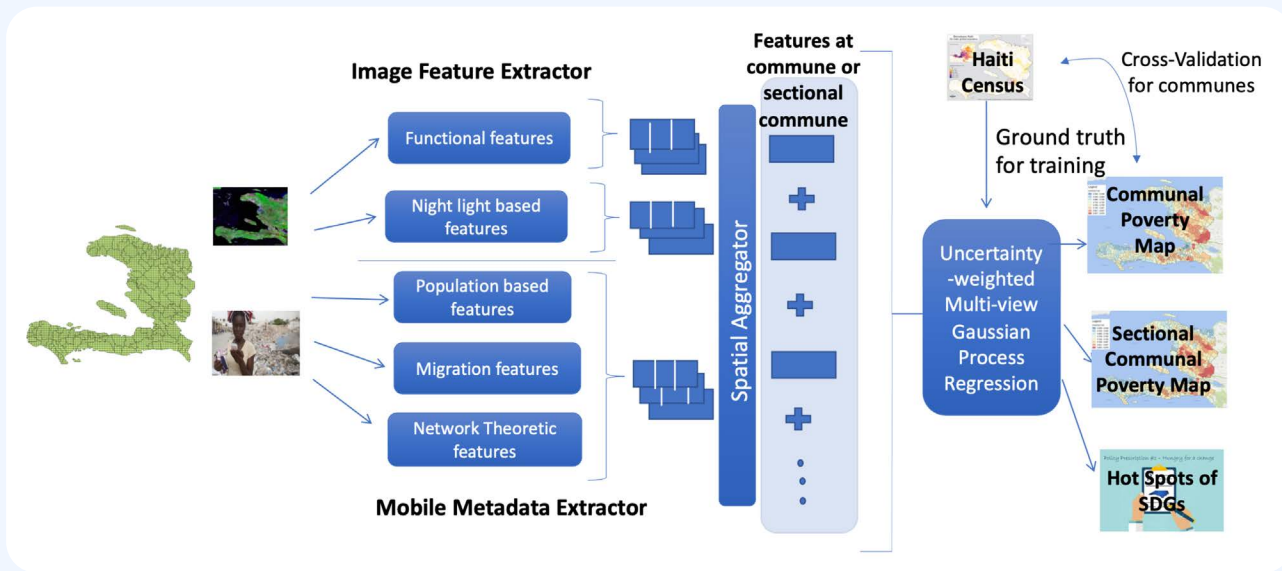 Image Feature Extractor
Functional features
Night light based
features
Population based
features
Migration features
Network Theoretic
features
Mobile Metadata Extractor
Spatial Aggregator
Features at
commune or
sectional
commune
Haiti
Census
Cross-Validation
for communes
Ground truth
for training
Uncertainty
-weighted
Multi-view
Gaussian
Process
Regression
Communal
Poverty
Map
Sectional
Communal
Poverty Map
Hot Spots of
SDGs